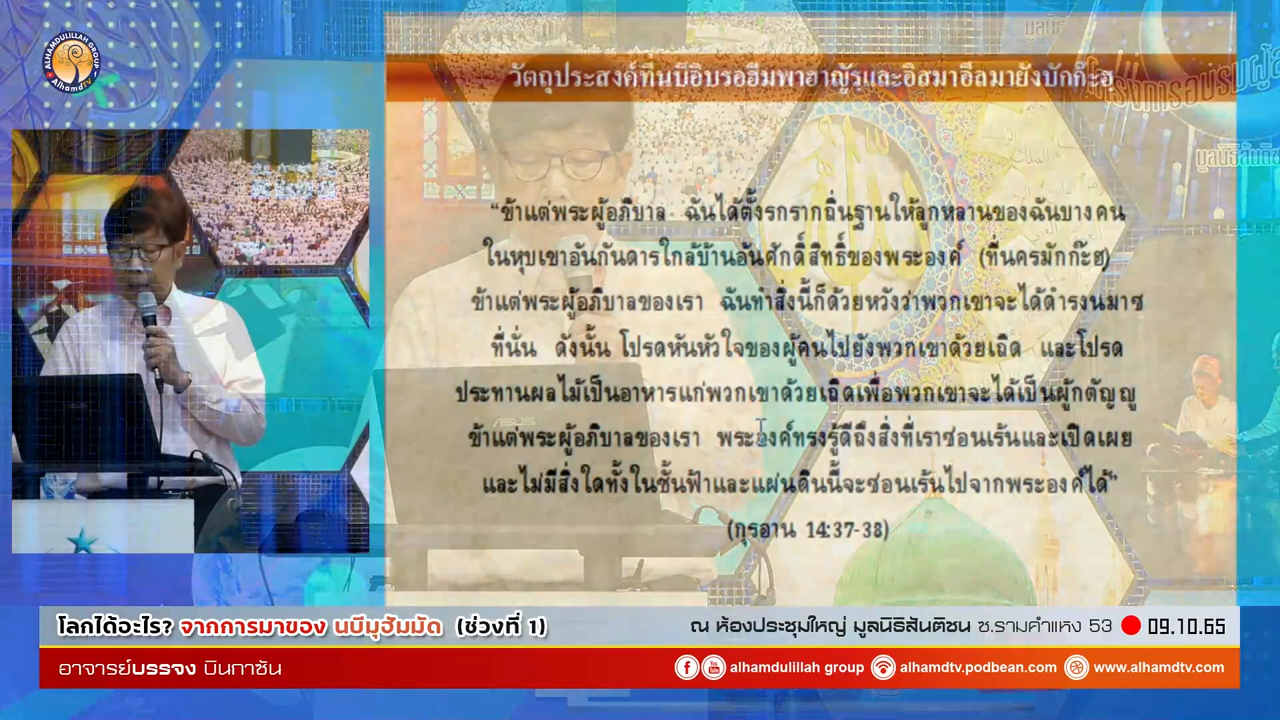 ALHAMDULILLAH GROUP
Alhamdtv
วัตถุประสงค์ที่นบีอิบรอฮีมพาฮาญัรฺและอิสมาอีลมายังบักก๊ะฮฺ
“ข้าแต่พระผู้อภิบาล ฉันได้ตั้งรกรากถิ่นฐานให้ลูกหลานของฉันบางคน
ในหุบเขาอันกันดารใกล้บ้านอันศักดิ์สิทธิ์ของพระองค์ (ที่นครมักก๊ะฮฺ)
ข้าแต่พระผู้อภิบาลของเรา ฉันทำสิ่งนี้ก็ด้วยหวังว่าพวกเขาจะได้ดำรงนมาซ
ที่นั่น ดังนั้น โปรดหันหัวใจของผู้คนไปยังพวกเขาด้วยเถิด และโปรด
ประทานผลไม้เป็นอาหารแก่พวกเขาด้วยเถิดเพื่อพวกเขาจะได้เป็นผู้กตัญญู
ข้าแต่พระผู้อภิบาลของเรา พระองค์ทรงรู้ดีถึงสิ่งที่เราซ่อนเร้นและเปิดเผย
และไม่มีสิ่งใดทั้งในชั้นฟ้าและแผ่นดินนี้จะซ่อนเร้นไปจากพระองค์ได้”
(กุรอาน 14:37-38)
ASUS
โลกได้อะไร? จากการมาของ นบีมุฮัมมัด (ช่วงที่ 1)
ณ ห้องประชุมใหญ่ มูลนิธิสันติชน ซ.รามคำแหง 53 09.10.65
อาจารย์บรรจง บินกาซัน
alhamdulillah group alhamdtv.podbean.com www.alhamdtv.com